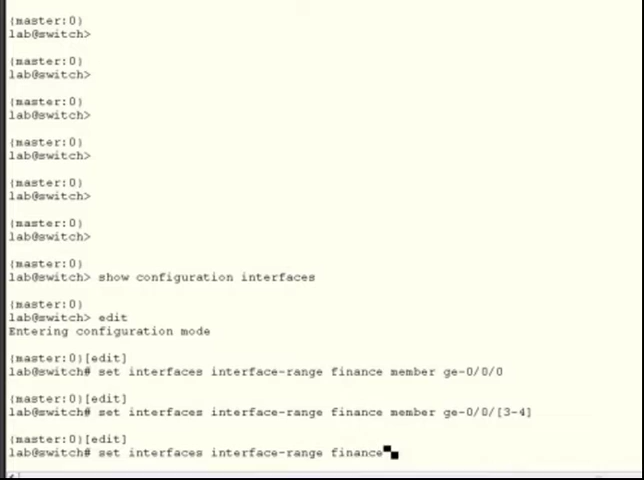 {master:0}
lab@switch>
{master:0}
lab@switch>
{master:0}
lab@switch>
{master:0}
lab@switch>
{master:0}
lab@switch>
{master:0}
lab@switch>
{master:0}
lab@switch> show configuration interfaces
{master:0}
lab@switch> edit
Entering configuration mode
{master:0}[edit]
lab@switch# set interfaces interface-range finance member ge-0/0/0
{master:0}[edit]
lab@switch# set interfaces interface-range finance member ge-0/0/[3-4]
{master:0}[edit]
lab@switch# set interfaces interface-range finance